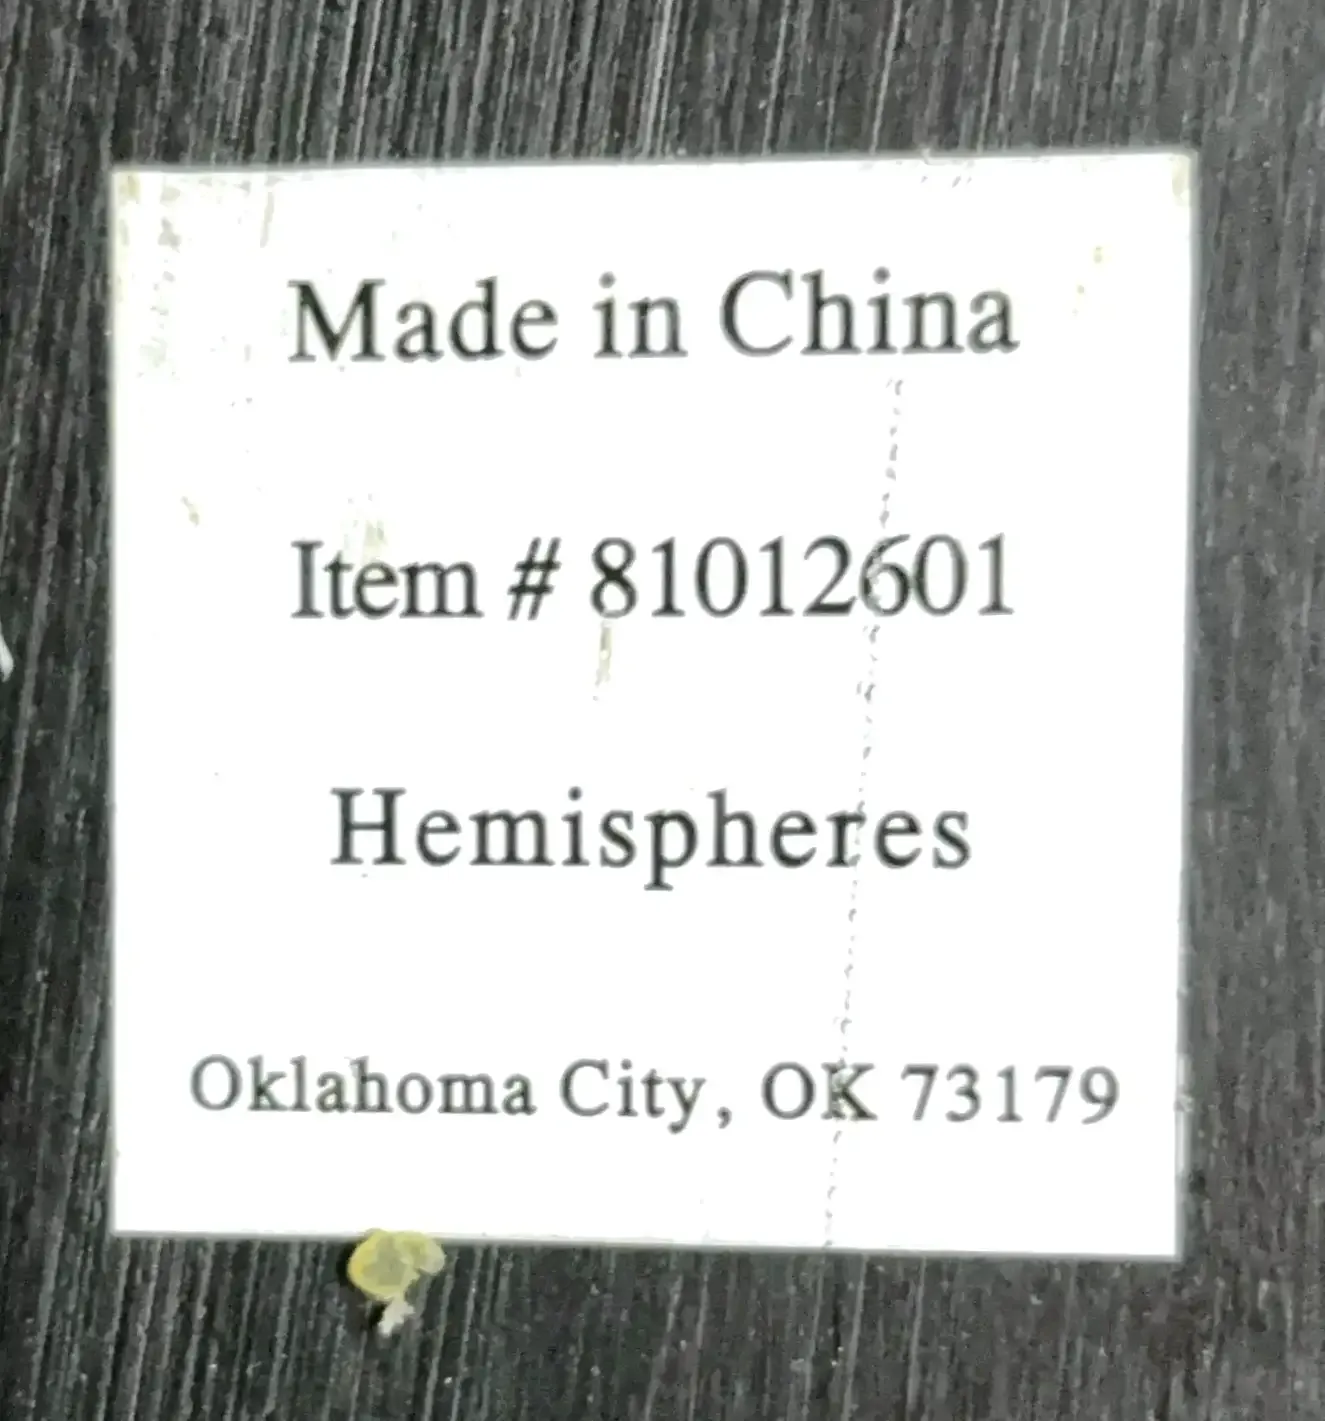 Made in China
Item # 81012601
Hemispheres
Oklahoma City, OK 73179